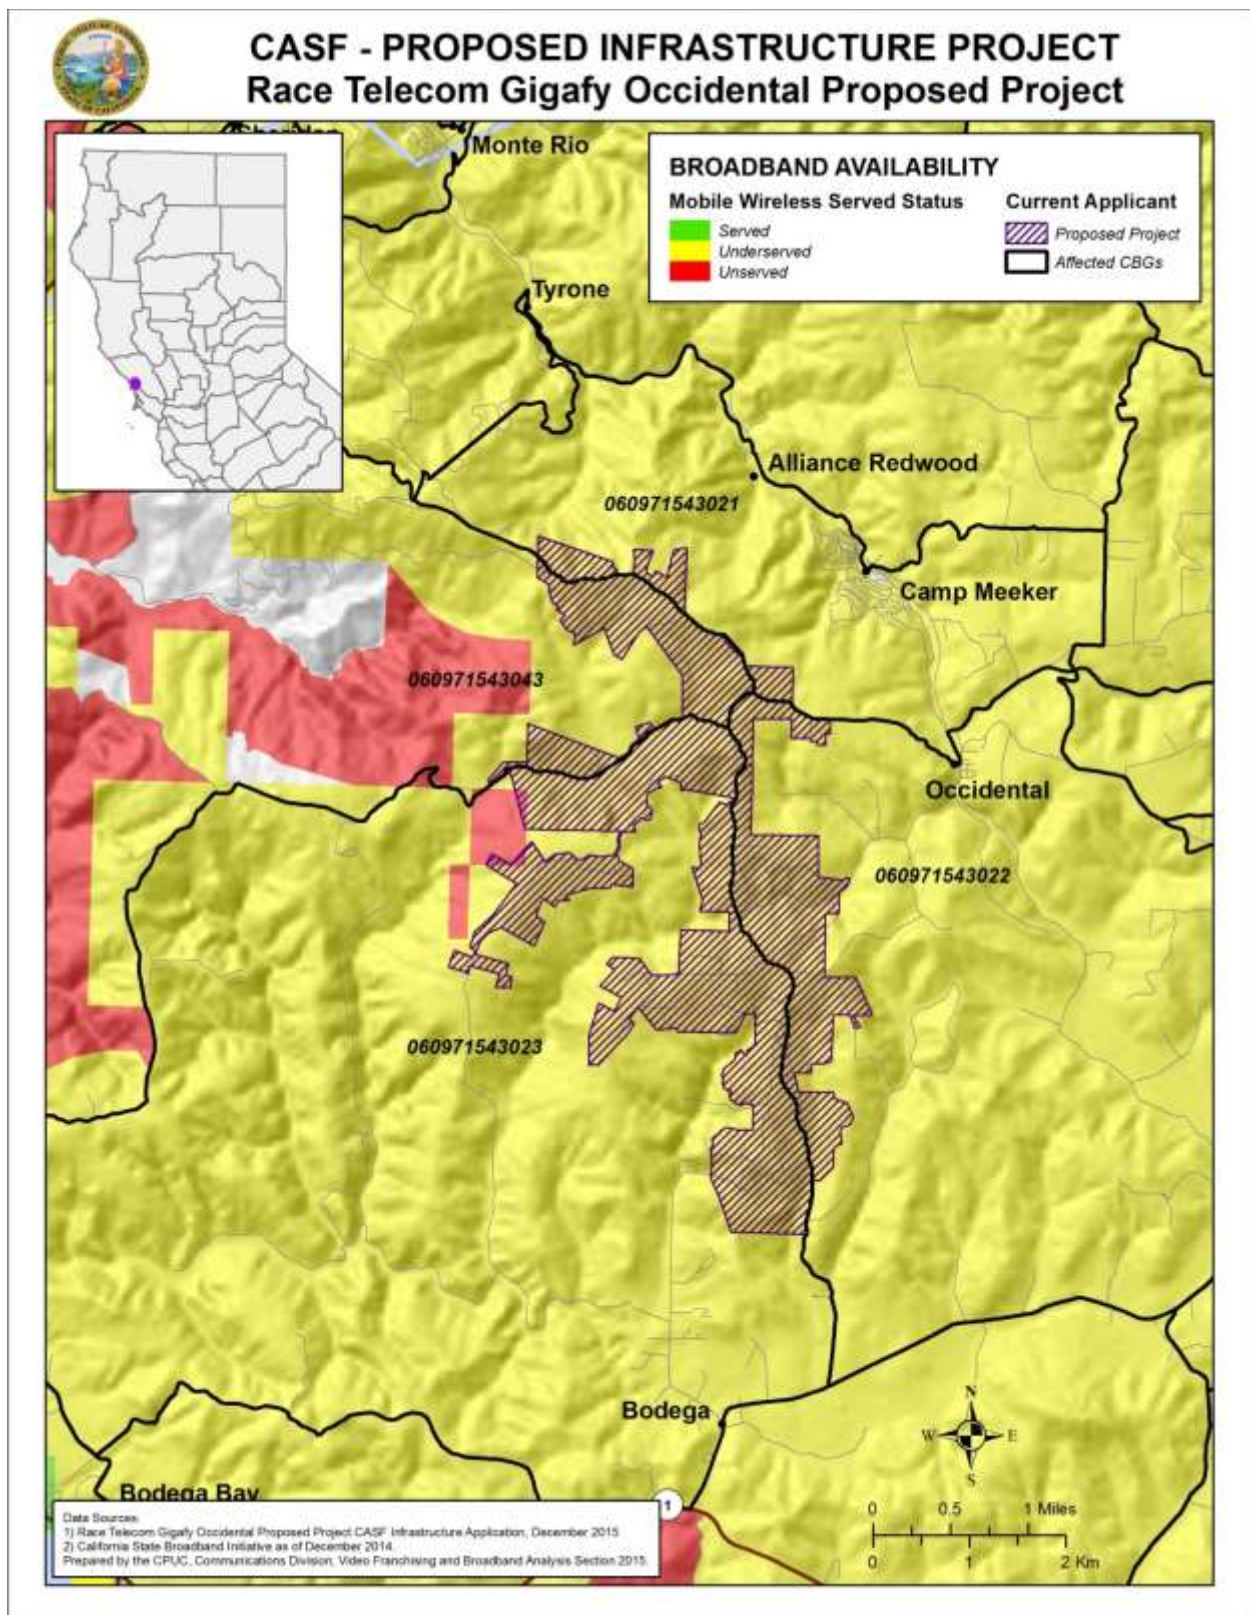 CASF - PROPOSED INFRASTRUCTURE PROJECT
Race Telecom Gigafy Occidental Proposed Project
Monte Rio
BROADBAND AVAILABILITY
Mobile Wireless Served Status
Current Applicant
Served
Underserved
Unserved
Proposed Project
Affected CBGs
Tyrone
Alliance Redwood
060971543021
Camp Meeker
060971543043
Occidental
060971543022
060971543023
Bodega
N
W
E
S
Bodega Bay
1
0 0.5 1 Miles
0 1 2 Km
Data Sources:
1) Race Telecom Gigafy Occidental Proposed Project CASF Infrastructure Application, December 2015
2) California State Broadband Initiative as of December 2014.
Prepared by the CPUC, Communications Division, Video Franchising and Broadband Analysis Section 2015.